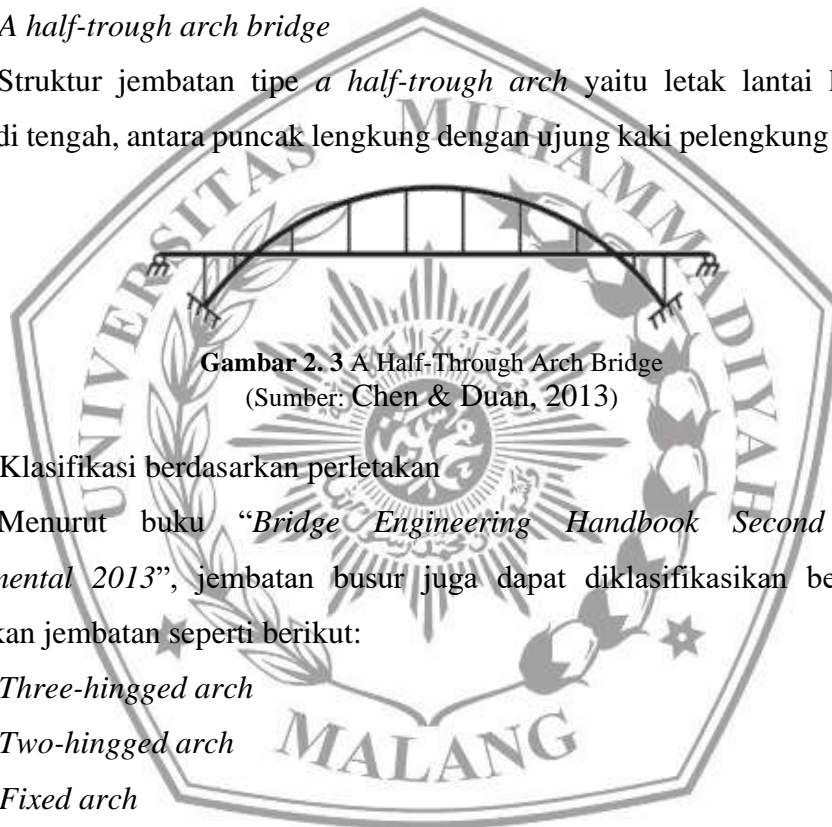 A half-trough arch bridge
Struktur jembatan tipe a half-trough arch yaitu letak lantai
di tengah, antara puncak lengkung dengan ujung kaki pelengkung
Gambar 2. 3 A Half-Through Arch Bridge
(Sumber: Chen & Duan, 2013)
Klasifikasi berdasarkan perletakan
Menurut buku “Bridge Engineering Handbook Second
mental 2013”, jembatan busur juga dapat diklasifikasikan
kan jembatan seperti berikut:
Three-hingged arch
Two-hingged arch
Fixed arch
UNIVERSITAS MUHAMMADIYAH
MALANG